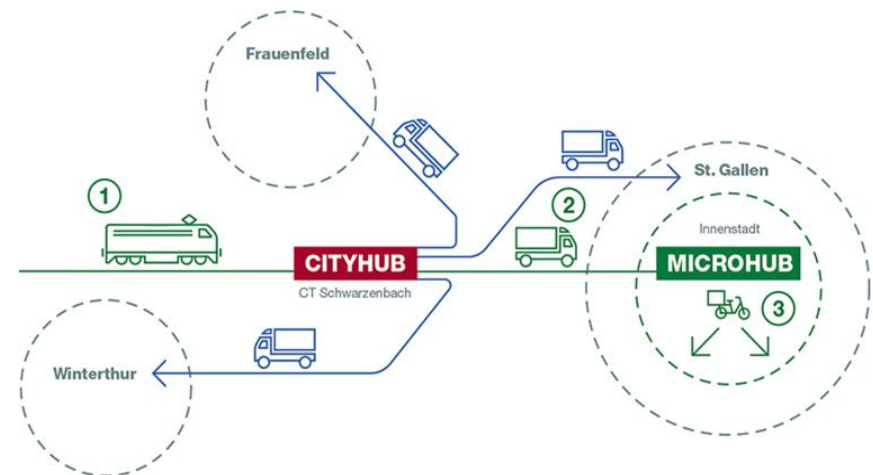 Frauenfeld
St. Gallen
1
2
Innenstadt
CITYHUB
MICROHUB
CT Schwarzenbach
3
Winterthur